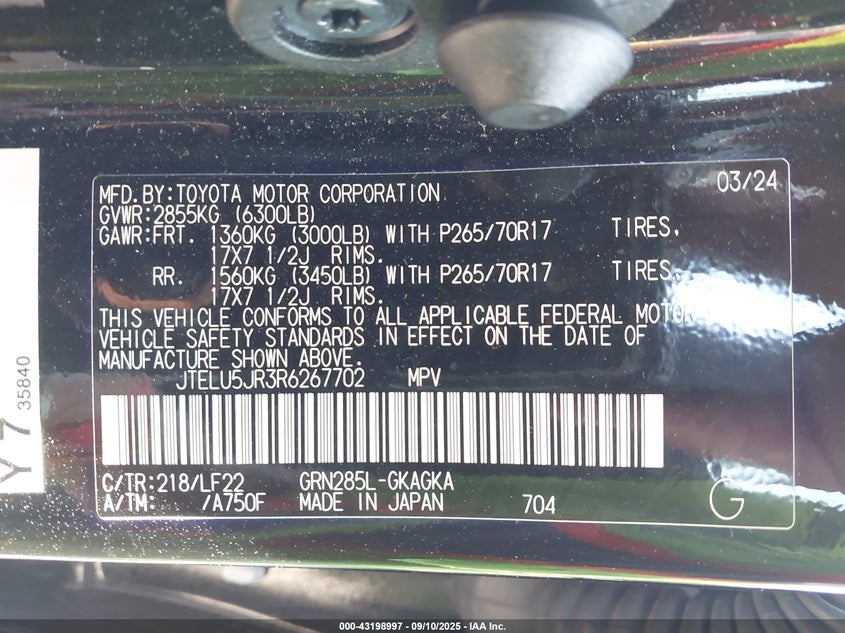 03/24
MFD.BY:TOYOTA MOTOR CORPORATION
GVWR:2855KG (6300LB)
GAWR:FRT. 1360KG (3000LB) WITH P265/70R17 TIRES.
17X7 1/2J RIMS.
RR. 1560KG (3450LB) WITH P265/70R17 TIRES.
17X7 1/2J RIMS.
THIS VEHICLE CONFORMS TO ALL APPLICABLE FEDERAL MOTOR
VEHICLE SAFETY STANDARDS IN EFFECT ON THE DATE OF
MANUFACTURE SHOWN ABOVE.
JTELU5JR3R6267702 MPV
C/TR:218/LF22 GRN285L-GKAGKA
A/TM: /A750F MADE IN JAPAN 704
G
Y7
35840
000-43198997 - 09/10/2025 - IAA Inc.